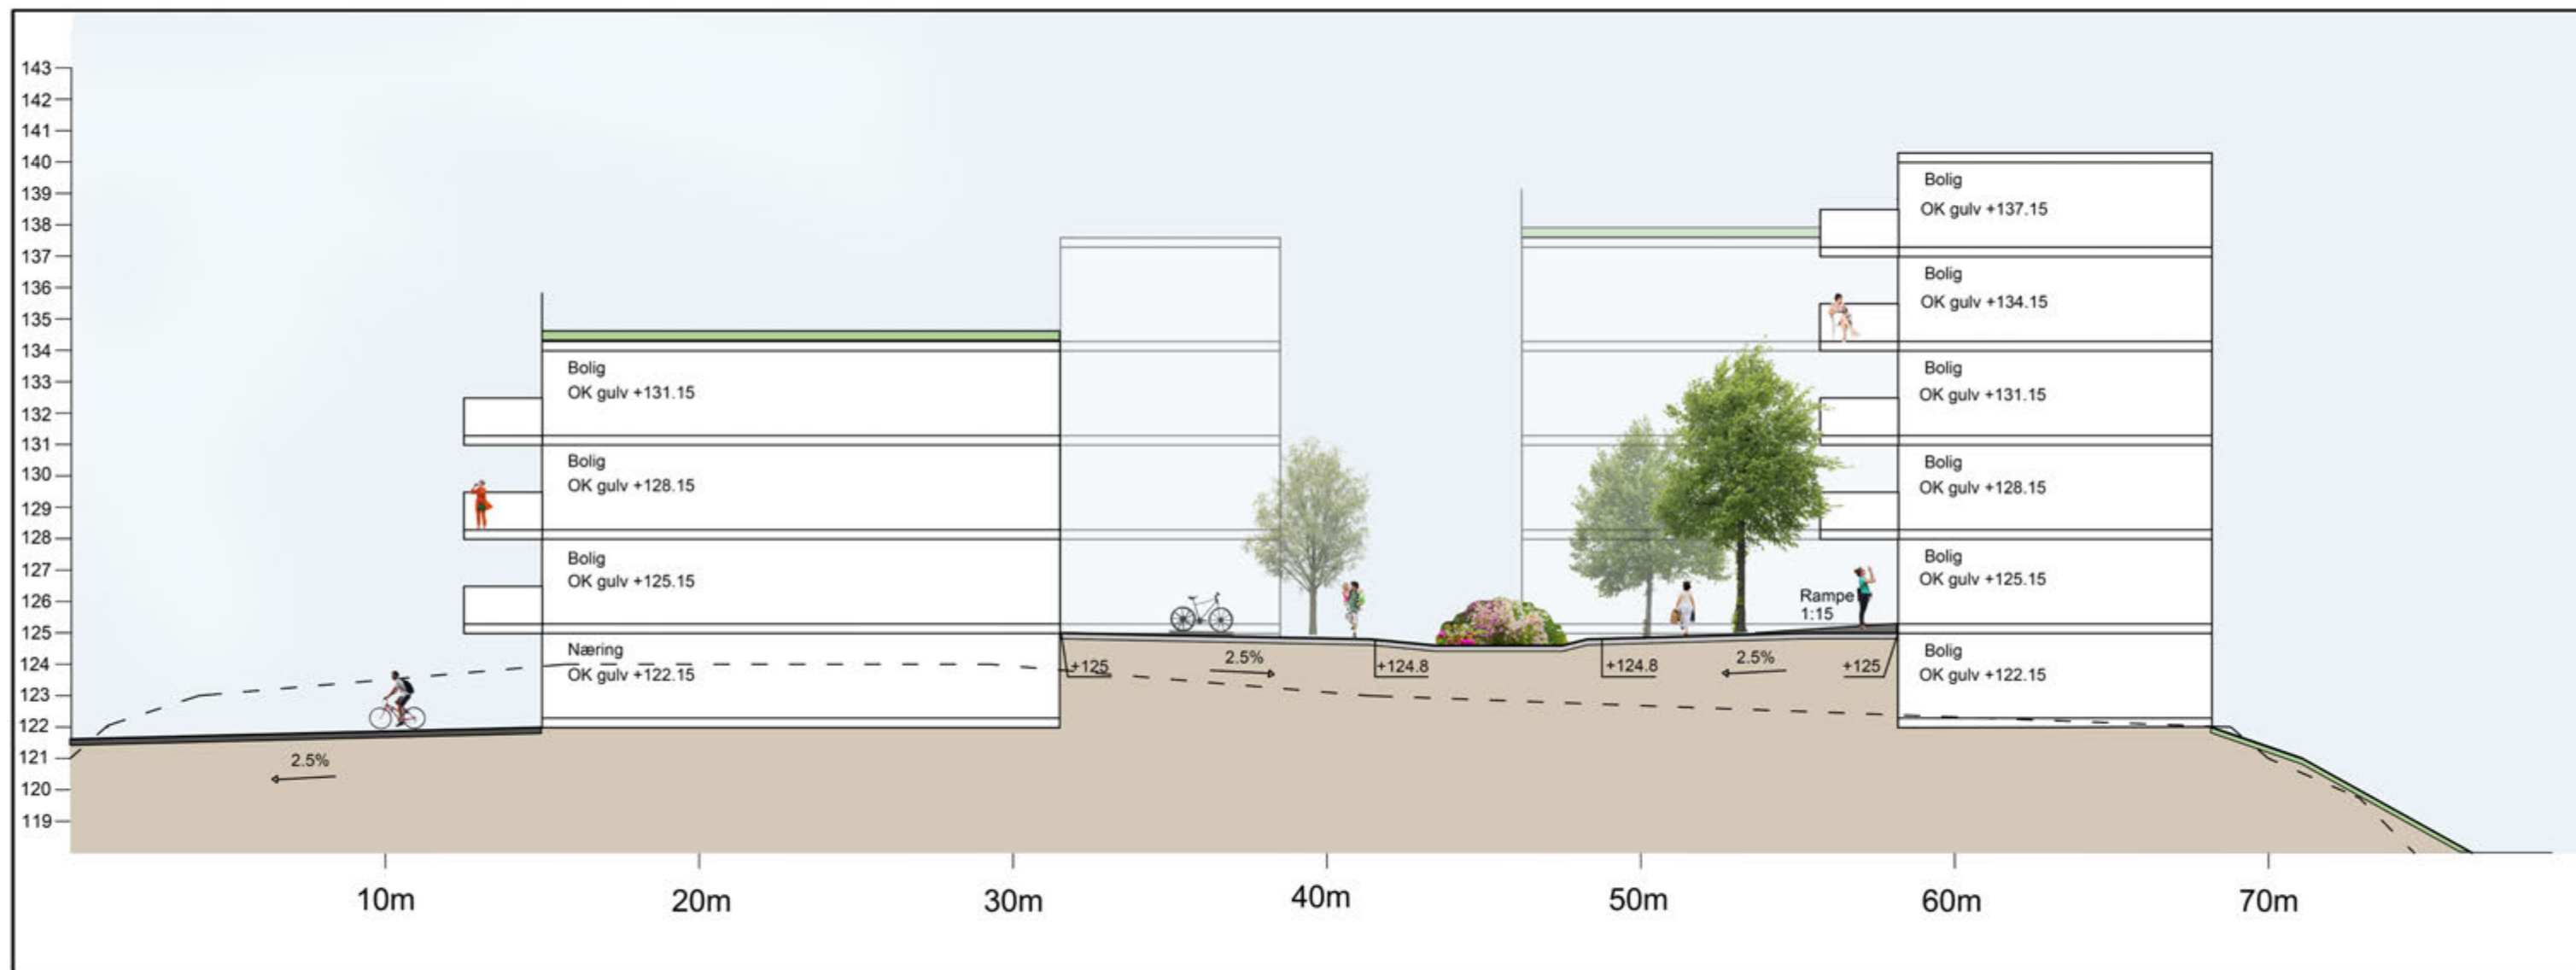 143
142
141
140
139
138
137
136
135
134
133
132
131
130
129
128
127
126
125
124
123
122
121
120
119
Bolig
OK gulv +131.15
Bolig
OK gulv +128.15
Bolig
OK gulv +125.15
Næring
OK gulv +122.15
2.5%
+125
2.5%
+124.8
+124.8
2.5%
+125
Rampe
1:15
Bolig
OK gulv +137.15
Bolig
OK gulv +134.15
Bolig
OK gulv +131.15
Bolig
OK gulv +128.15
Bolig
OK gulv +125.15
Bolig
OK gulv +122.15
10m
20m
30m
40m
50m
60m
70m